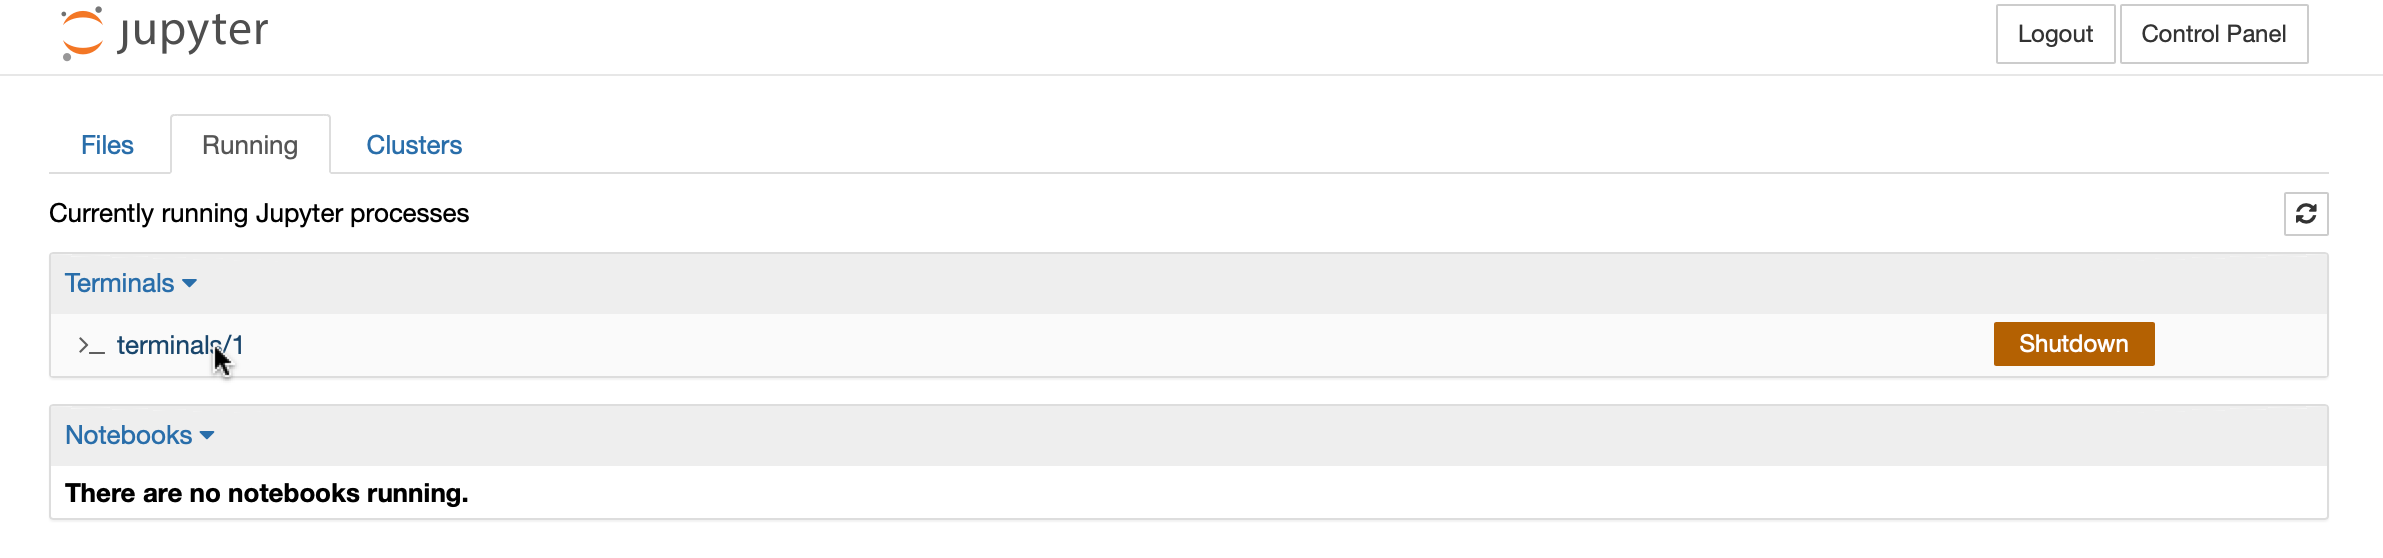 jupyter
Logout Control Panel
Files Running Clusters
Currently running Jupyter processes
Terminals
>_ terminals/1 Shutdown
Notebooks
There are no notebooks running.